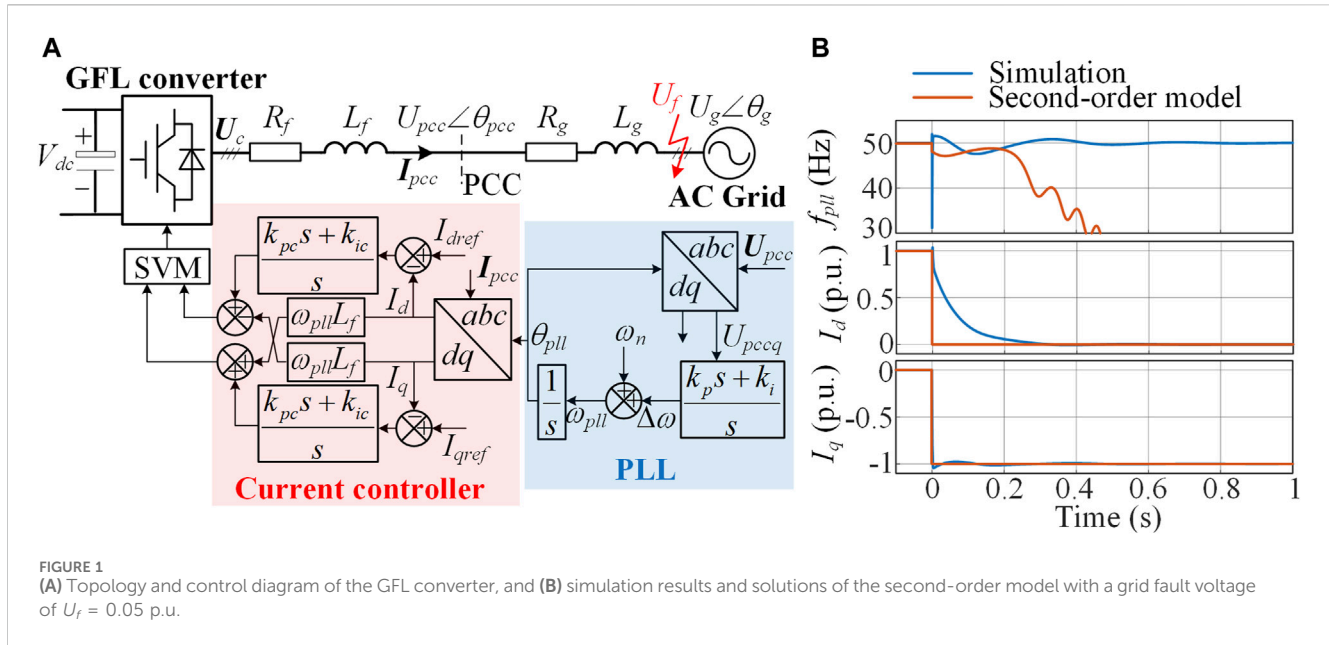 A
GFL converter
V_dc
+
−
U_c
R_f
L_f
U_pcc∠θ_pcc
I_pcc
PCC
R_g
L_g
U_f
U_g∠θ_g
AC Grid
SVM
k_pc s + k_ic
s
I_dref
I_pcc
I_d
ω_pll L_f
ω_pll L_f
I_q
abc
dq
k_pc s + k_ic
s
I_qref
Current controller
θ_pll
abc
dq
U_pcc
U_pccq
ω_n
1
s
ω_pll
Δω
k_p s + k_i
s
PLL
B
Simulation
Second-order model
f_pll (Hz)
50
40
30
I_d (p.u.)
1
0.5
0
I_q (p.u.)
0
-0.5
-1
0 0.2 0.4 0.6 0.8 1
Time (s)
FIGURE 1
(A) Topology and control diagram of the GFL converter, and (B) simulation results and solutions of the second-order model with a grid fault voltage
of U_f = 0.05 p.u.